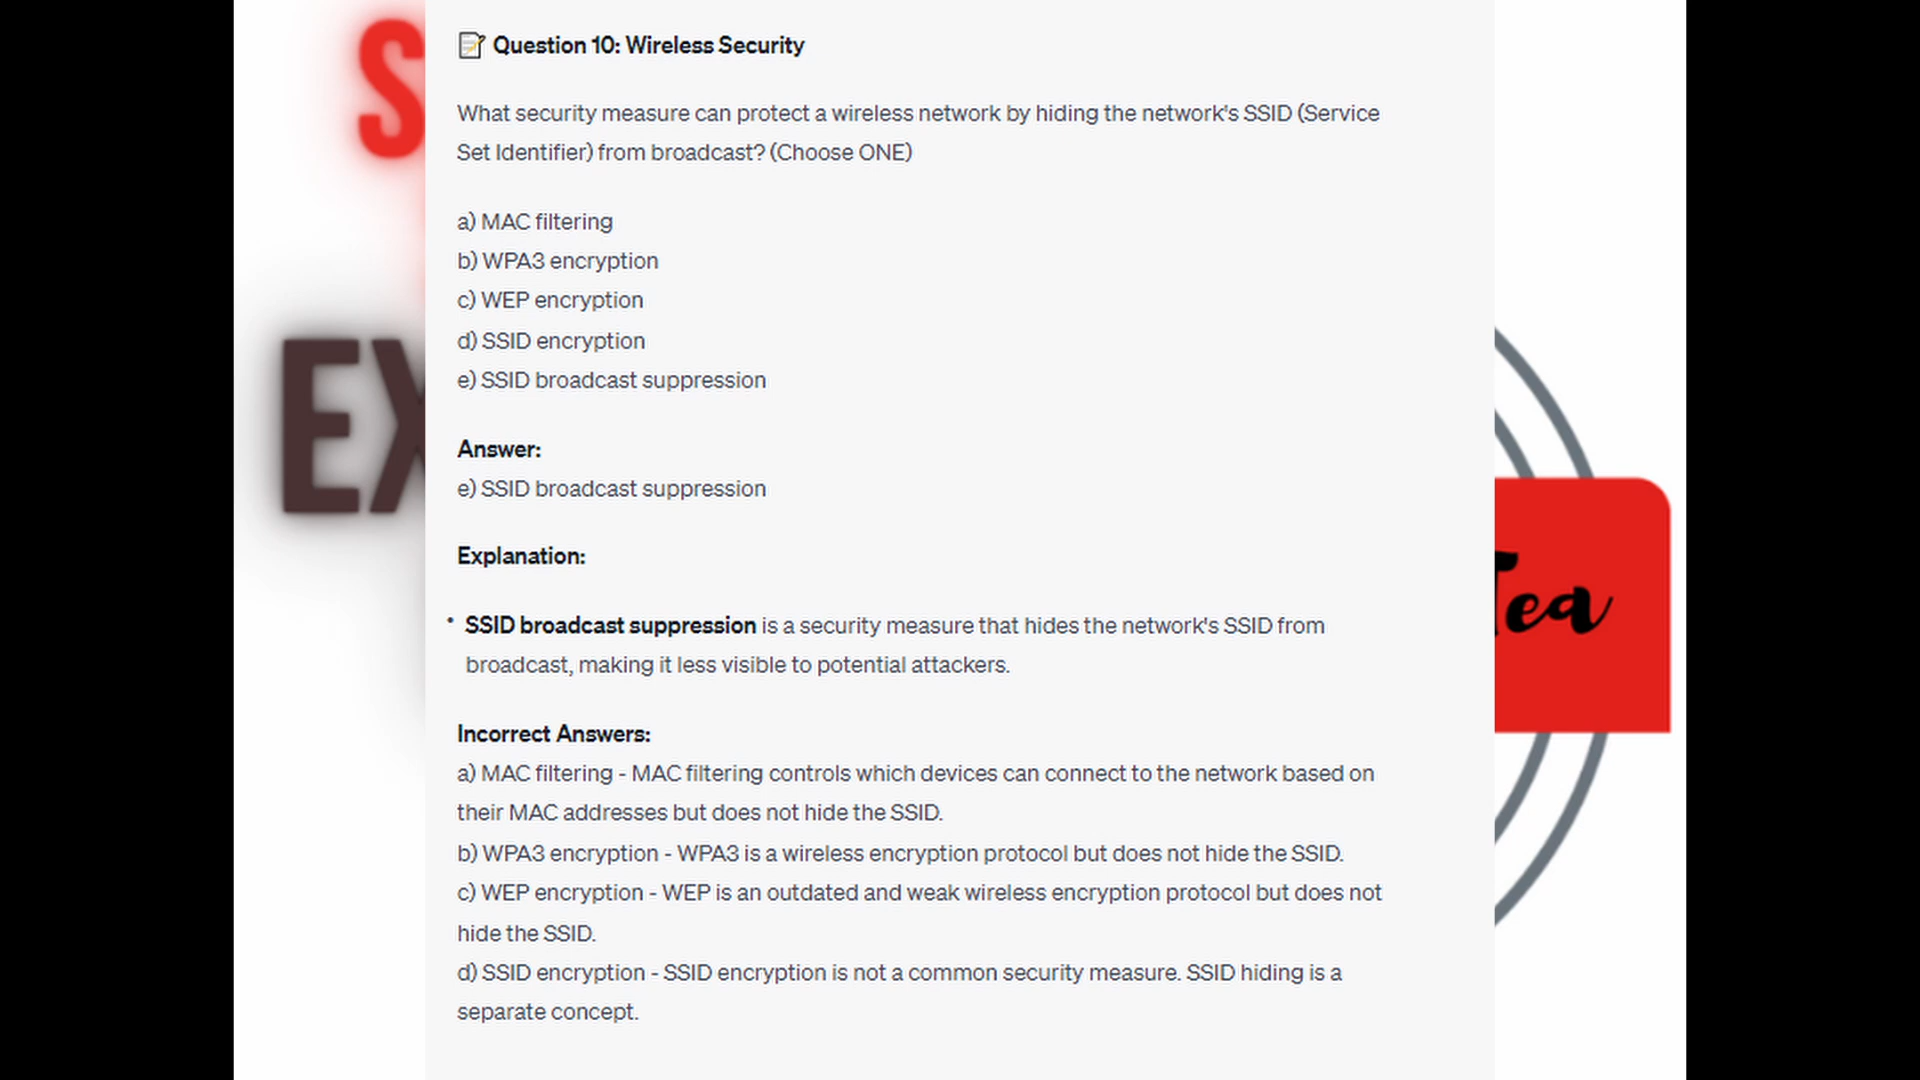 S
📝 Question 10: Wireless Security
What security measure can protect a wireless network by hiding the network's SSID (Service
Set Identifier) from broadcast? (Choose ONE)
a) MAC filtering
b) WPA3 encryption
c) WEP encryption
d) SSID encryption
e) SSID broadcast suppression
EX
Answer:
e) SSID broadcast suppression
Explanation:
• SSID broadcast suppression is a security measure that hides the network's SSID from
broadcast, making it less visible to potential attackers.
Tea
Incorrect Answers:
a) MAC filtering - MAC filtering controls which devices can connect to the network based on
their MAC addresses but does not hide the SSID.
b) WPA3 encryption - WPA3 is a wireless encryption protocol but does not hide the SSID.
c) WEP encryption - WEP is an outdated and weak wireless encryption protocol but does not
hide the SSID.
d) SSID encryption - SSID encryption is not a common security measure. SSID hiding is a
separate concept.